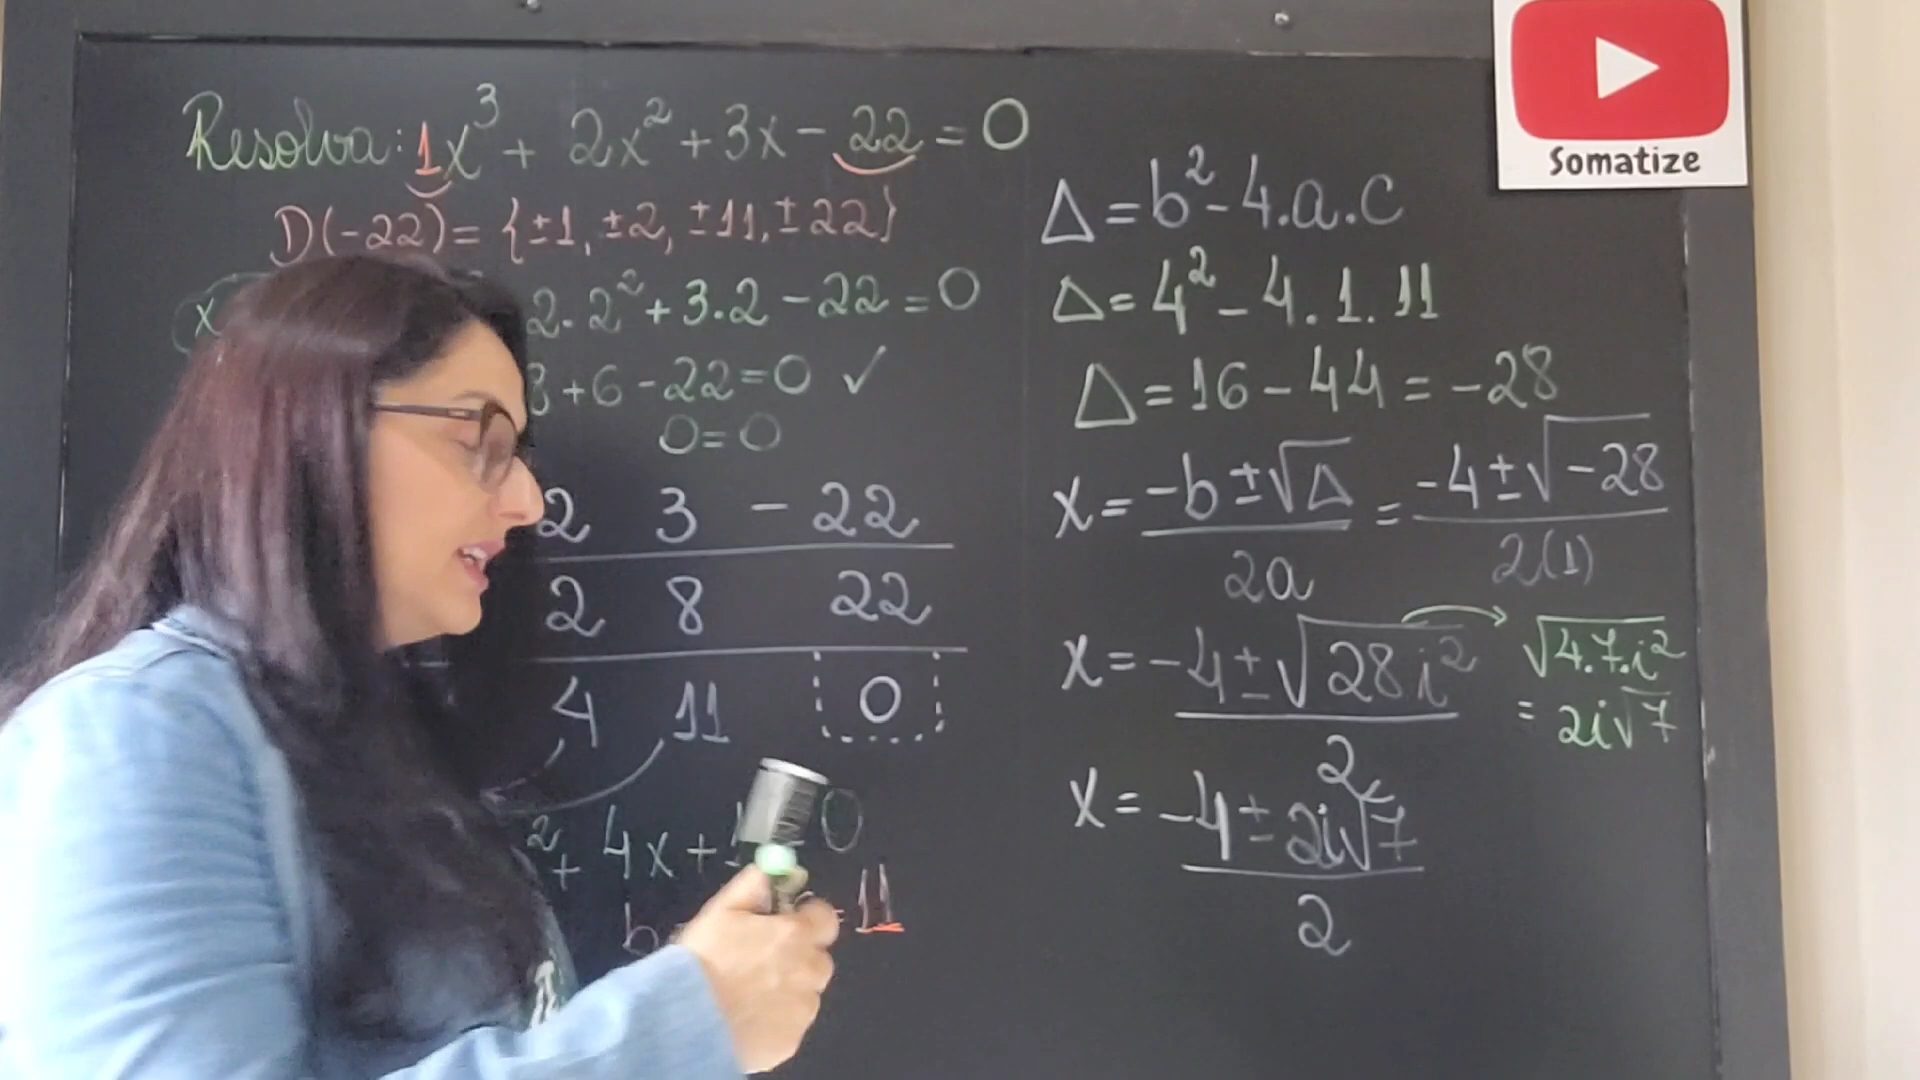 Resolva: 1x³ + 2x² + 3x - 22 = 0
D(-22) = {±1, ±2, ±11, ±22}
x
2.2² + 3.2 - 22 = 0
8 + 6 - 22 = 0 ✓
0 = 0
2 3 - 22
2 8 22
4 11 0
² + 4x + 0
b = 11
Δ = b² - 4.a.c
Δ = 4² - 4.1.11
Δ = 16 - 44 = -28
x = (-b ± √Δ)/2a = (-4 ± √-28)/2(1)
x = (-4 ± √28i²)/2 √4.7.i²
= 2i√7
x = (-4 ± 2i√7)/2
Somatize